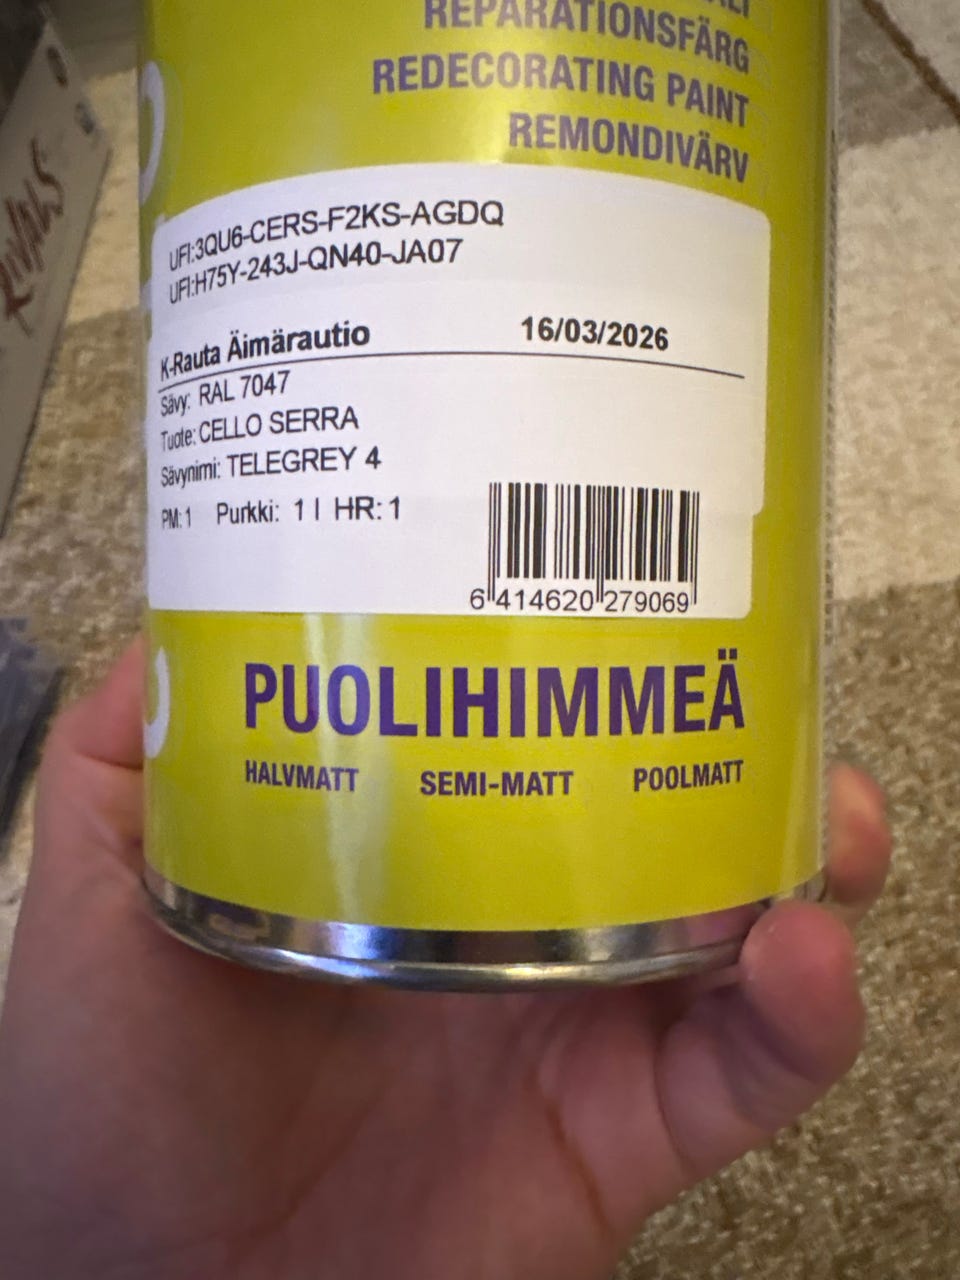 REPARATIONSFÄRG
REDECORATING PAINT
REMONDIVÄRV
UFI:3QU6-CERS-F2KS-AGDQ
UFI:H75Y-243J-QN40-JA07
K-Rauta Äimärautio 16/03/2026
Sävy: RAL 7047
Tuote: CELLO SERRA
Sävynimi: TELEGREY 4
PM: 1 Purkki: 1 l HR: 1
6 414620 279069
PUOLIHIMMEÄ
HALVMATT SEMI-MATT POOLMATT